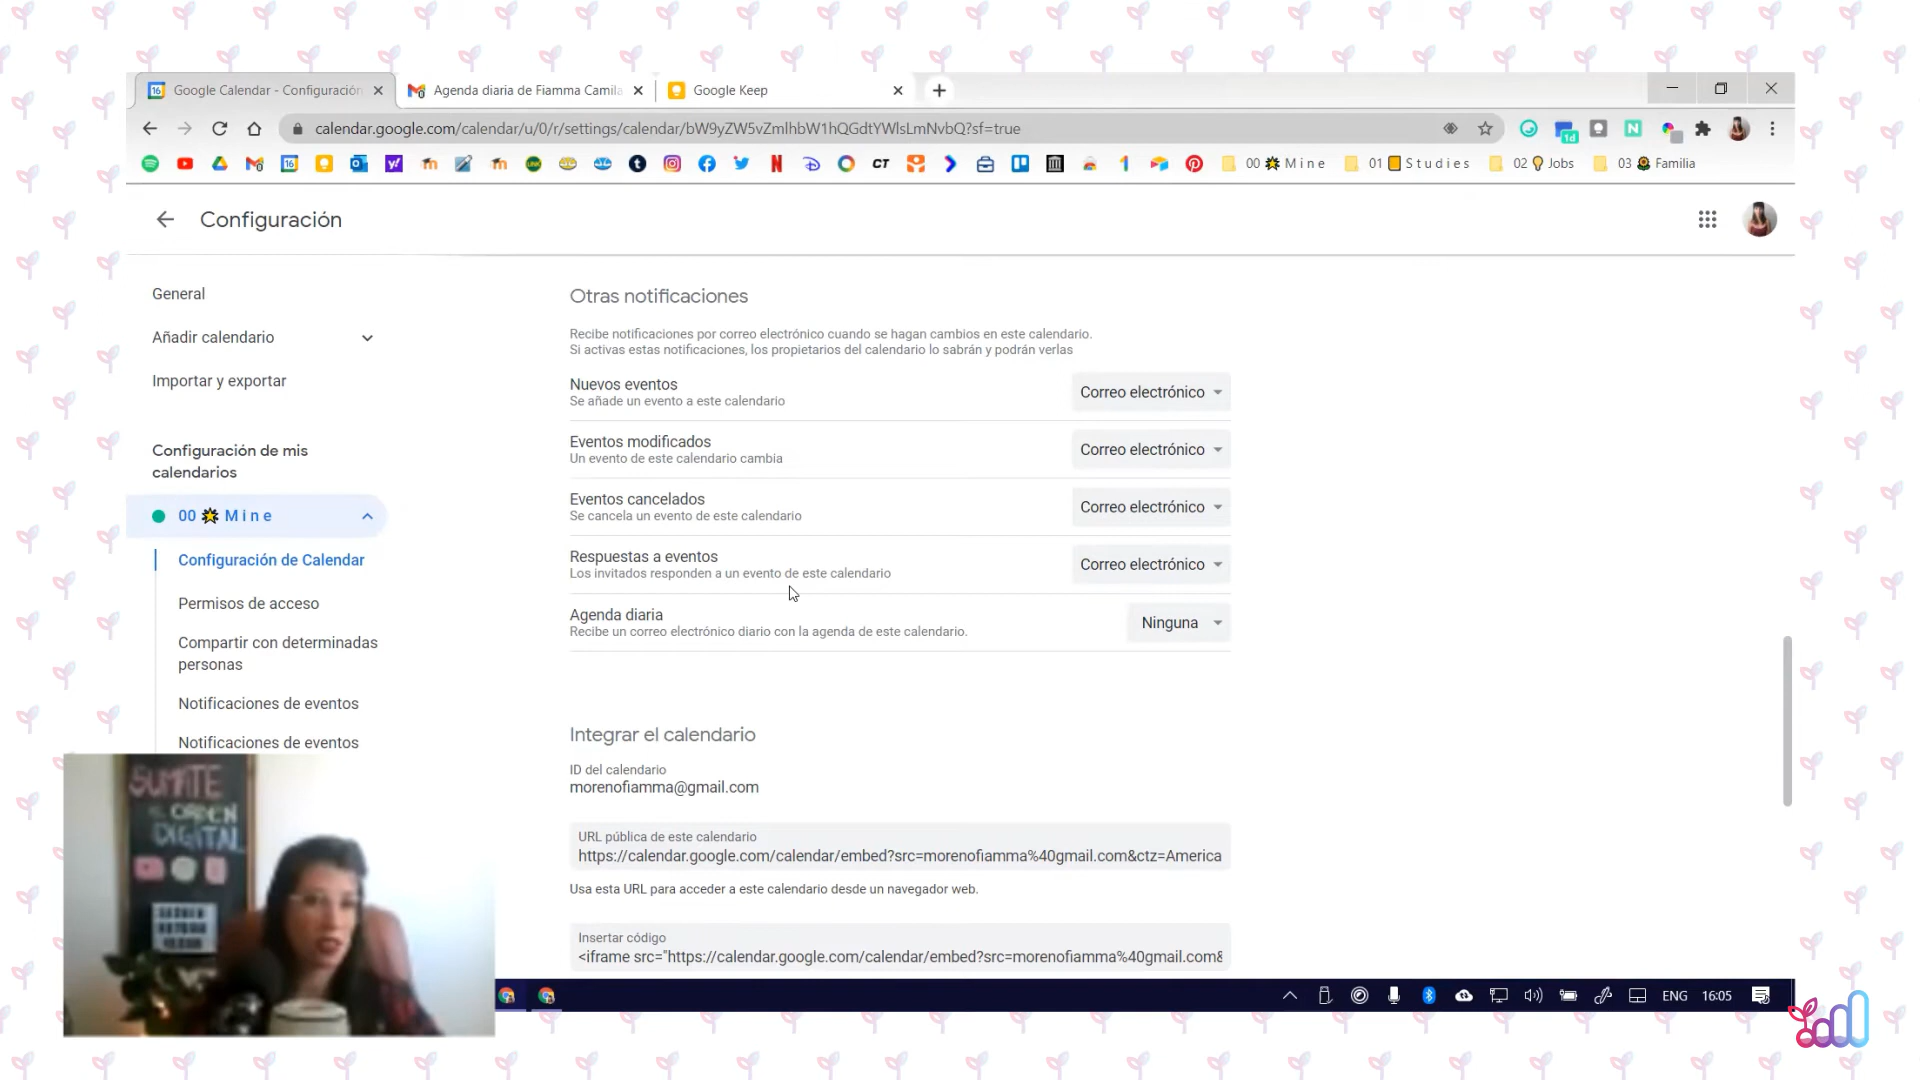 Google Calendar - Configuración
Agenda diaria de Fiamma Camila
Google Keep
calendar.google.com/calendar/u/0/r/settings/calendar/bW9yZW5vZmlhbW1hQGdtYWlsLmNvbQ?sf=true
1d
00 Mine
01 Studies
02 Jobs
03 Familia
Configuración
General
Añadir calendario
Importar y exportar
Configuración de mis
calendarios
00 Mine
Configuración de Calendar
Permisos de acceso
Compartir con determinadas
personas
Notificaciones de eventos
Notificaciones de eventos
Otras notificaciones
Recibe notificaciones por correo electrónico cuando se hagan cambios en este calendario.
Si activas estas notificaciones, los propietarios del calendario lo sabrán y podrán verlas
Nuevos eventos
Se añade un evento a este calendario
Correo electrónico
Eventos modificados
Un evento de este calendario cambia
Correo electrónico
Eventos cancelados
Se cancela un evento de este calendario
Correo electrónico
Respuestas a eventos
Los invitados responden a un evento de este calendario
Correo electrónico
Agenda diaria
Recibe un correo electrónico diario con la agenda de este calendario.
Ninguna
Integrar el calendario
ID del calendario
morenofiamma@gmail.com
URL pública de este calendario
https://calendar.google.com/calendar/embed?src=morenofiamma%40gmail.com&ctz=America
Usa esta URL para acceder a este calendario desde un navegador web.
Insertar código
<iframe src="https://calendar.google.com/calendar/embed?src=morenofiamma%40gmail.com&
SUMATE
ORDEN
DIGITAL
ENG
16:05